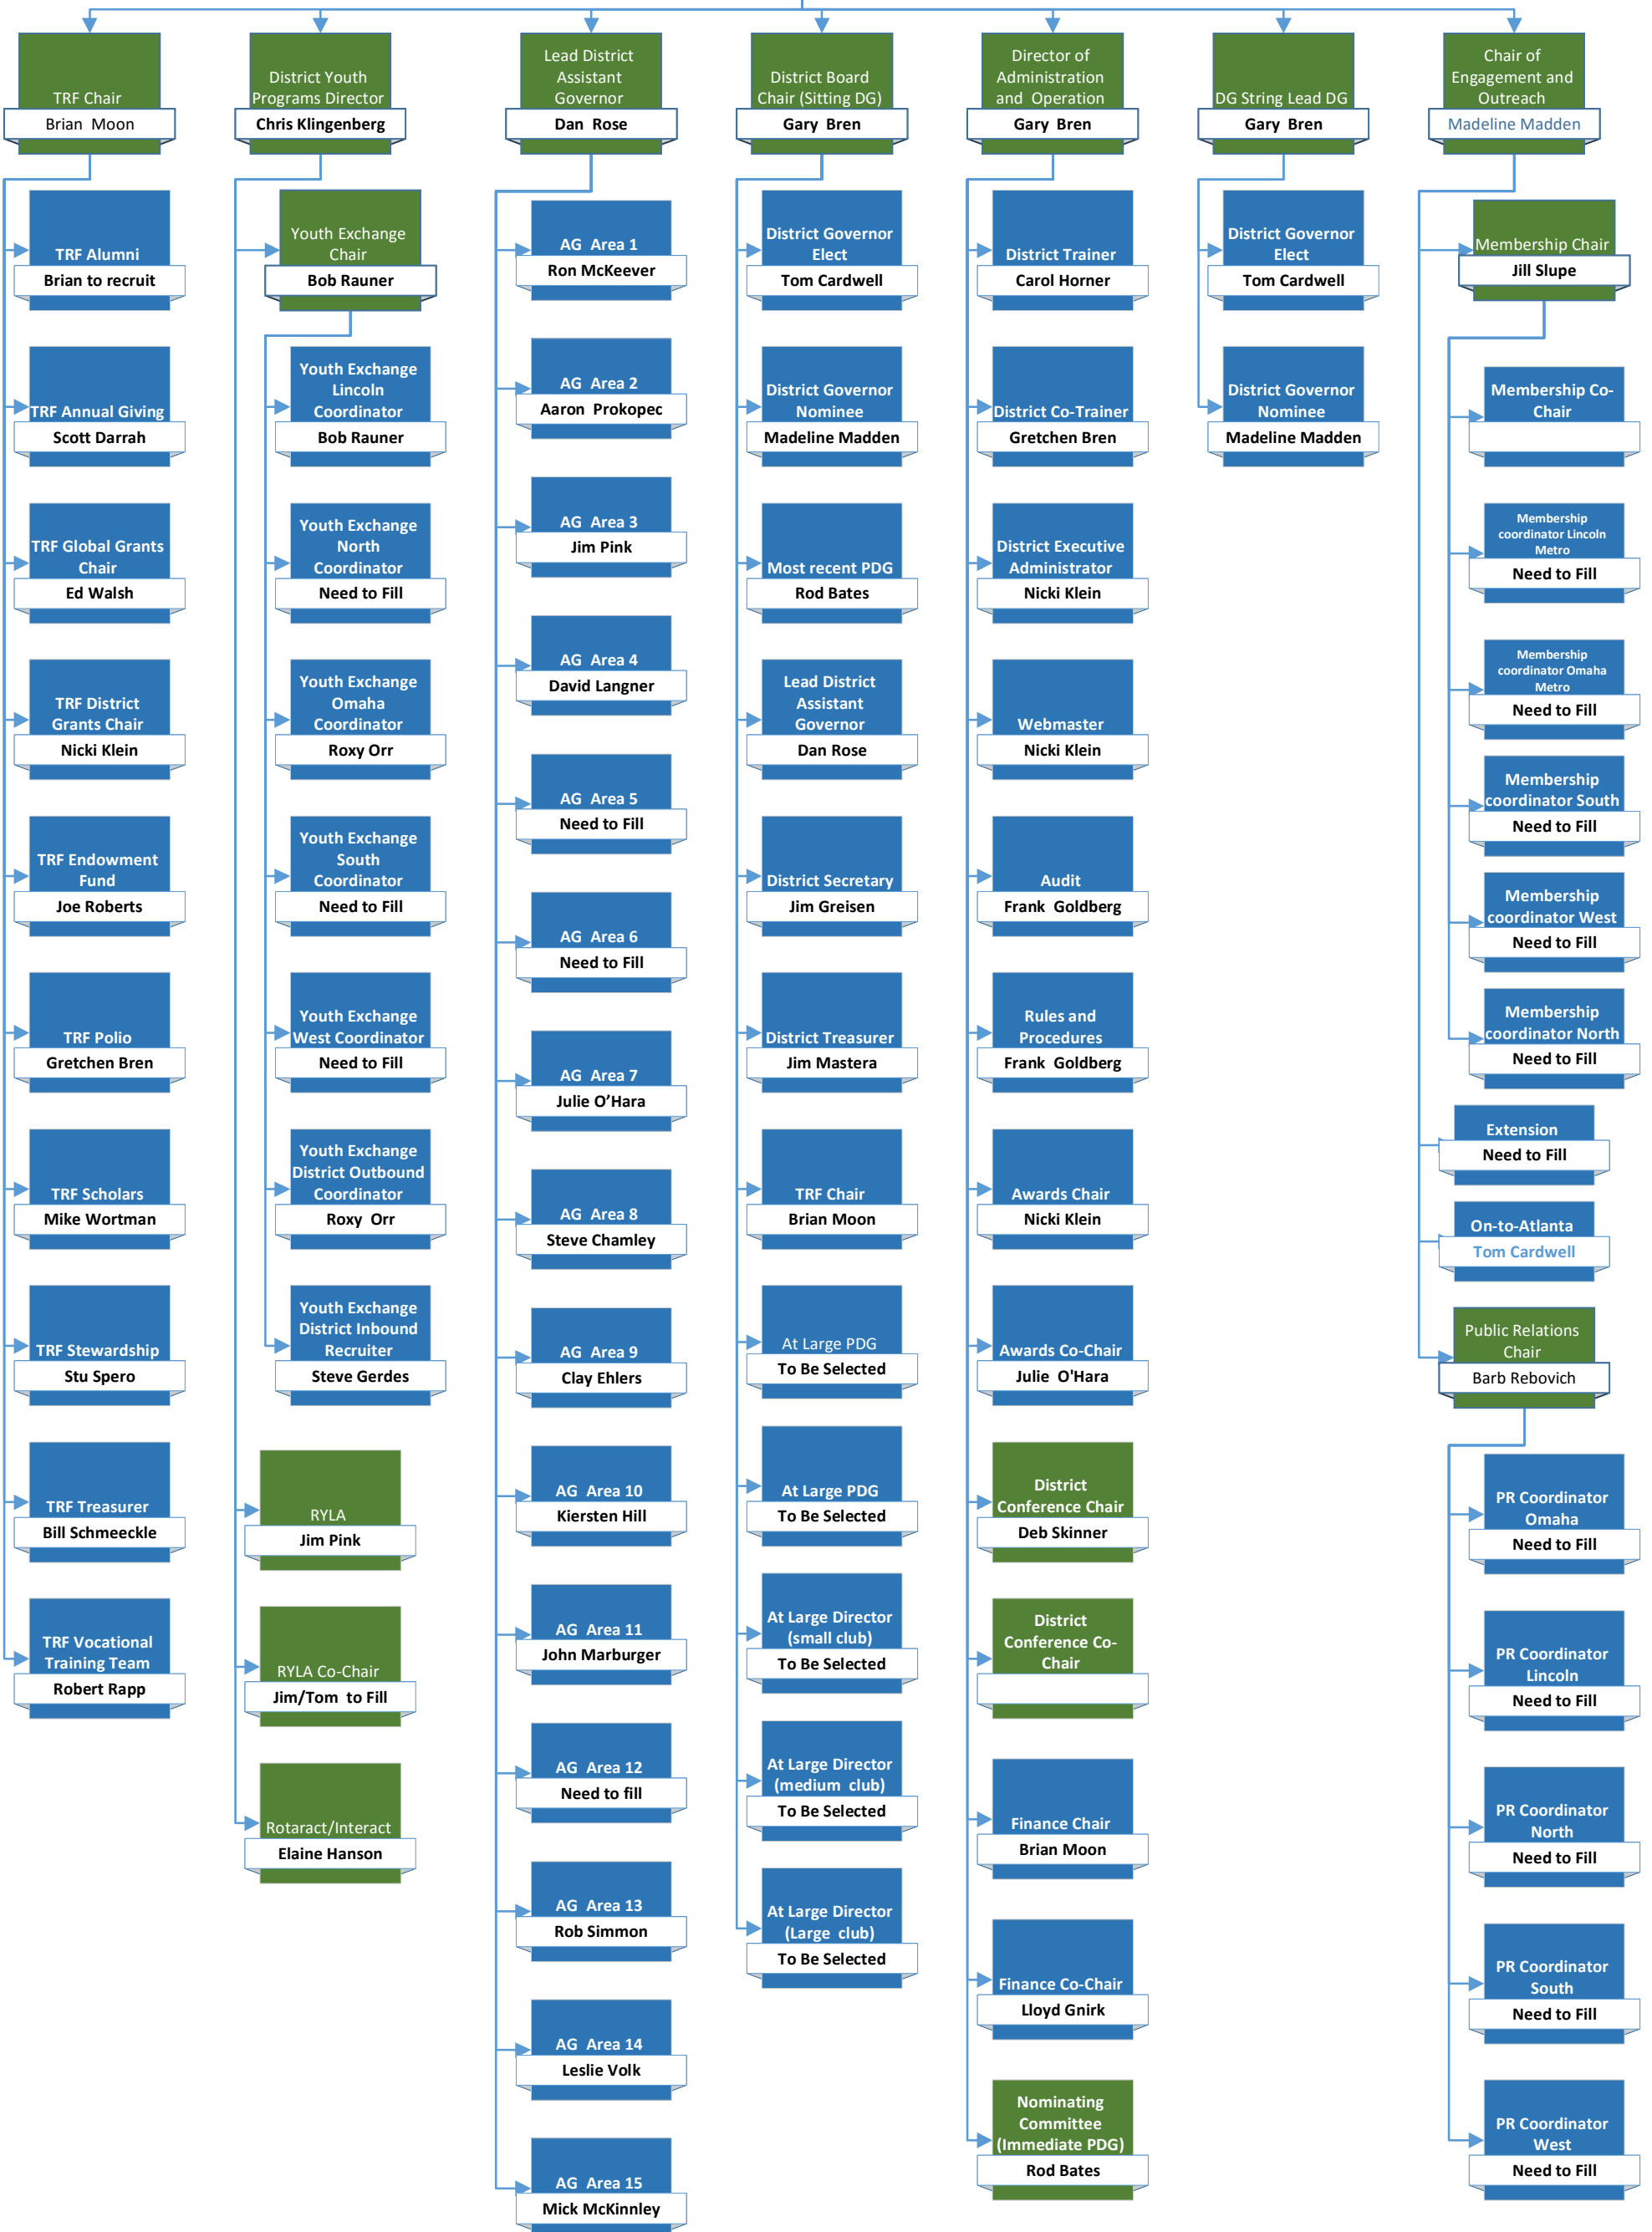 TRF Chair
Brian Moon
TRF Alumni
Brian to recruit
TRF Annual Giving
Scott Darrah
TRF Global Grants
Chair
Ed Walsh
TRF District
Grants Chair
Nicki Klein
TRF Endowment
Fund
Joe Roberts
TRF Polio
Gretchen Bren
TRF Scholars
Mike Wortman
TRF Stewardship
Stu Spero
TRF Treasurer
Bill Schmeeckle
TRF Vocational
Training Team
Robert Rapp
District Youth
Programs Director
Chris Klingenberg
Youth Exchange
Chair
Bob Rauner
Youth Exchange
Lincoln
Coordinator
Bob Rauner
Youth Exchange
North
Coordinator
Need to Fill
Youth Exchange
Omaha
Coordinator
Roxy Orr
Youth Exchange
South
Coordinator
Need to Fill
Youth Exchange
West Coordinator
Need to Fill
Youth Exchange
District Outbound
Coordinator
Roxy Orr
Youth Exchange
District Inbound
Recruiter
Steve Gerdes
RYLA
Jim Pink
RYLA Co-Chair
Jim/Tom to Fill
Rotaract/Interact
Elaine Hanson
Lead District
Assistant
Governor
Dan Rose
AG Area 1
Ron McKeever
AG Area 2
Aaron Prokopec
AG Area 3
Jim Pink
AG Area 4
David Langner
AG Area 5
Need to Fill
AG Area 6
Need to Fill
AG Area 7
Julie O’Hara
AG Area 8
Steve Chamley
AG Area 9
Clay Ehlers
AG Area 10
Kiersten Hill
AG Area 11
John Marburger
AG Area 12
Need to fill
AG Area 13
Rob Simmon
AG Area 14
Leslie Volk
AG Area 15
Mick McKinnley
District Board
Chair (Sitting DG)
Gary Bren
District Governor
Elect
Tom Cardwell
District Governor
Nominee
Madeline Madden
Most recent PDG
Rod Bates
Lead District
Assistant
Governor
Dan Rose
District Secretary
Jim Greisen
District Treasurer
Jim Mastera
TRF Chair
Brian Moon
At Large PDG
To Be Selected
At Large PDG
To Be Selected
At Large Director
(small club)
To Be Selected
At Large Director
(medium club)
To Be Selected
At Large Director
(Large club)
To Be Selected
Director of
Administration
and Operation
Gary Bren
District Trainer
Carol Horner
District Co-Trainer
Gretchen Bren
District Executive
Administrator
Nicki Klein
Webmaster
Nicki Klein
Audit
Frank Goldberg
Rules and
Procedures
Frank Goldberg
Awards Chair
Nicki Klein
Awards Co-Chair
Julie O'Hara
District
Conference Chair
Deb Skinner
District
Conference Co-
Chair
Finance Chair
Brian Moon
Finance Co-Chair
Lloyd Gnirk
Nominating
Committee
(Immediate PDG)
Rod Bates
DG String Lead DG
Gary Bren
District Governor
Elect
Tom Cardwell
District Governor
Nominee
Madeline Madden
Chair of
Engagement and
Outreach
Madeline Madden
Membership Chair
Jill Slupe
Membership Co-
Chair
Membership
coordinator Lincoln
Metro
Need to Fill
Membership
coordinator Omaha
Metro
Need to Fill
Membership
coordinator South
Need to Fill
Membership
coordinator West
Need to Fill
Membership
coordinator North
Need to Fill
Extension
Need to Fill
On-to-Atlanta
Tom Cardwell
Public Relations
Chair
Barb Rebovich
PR Coordinator
Omaha
Need to Fill
PR Coordinator
Lincoln
Need to Fill
PR Coordinator
North
Need to Fill
PR Coordinator
South
Need to Fill
PR Coordinator
West
Need to Fill